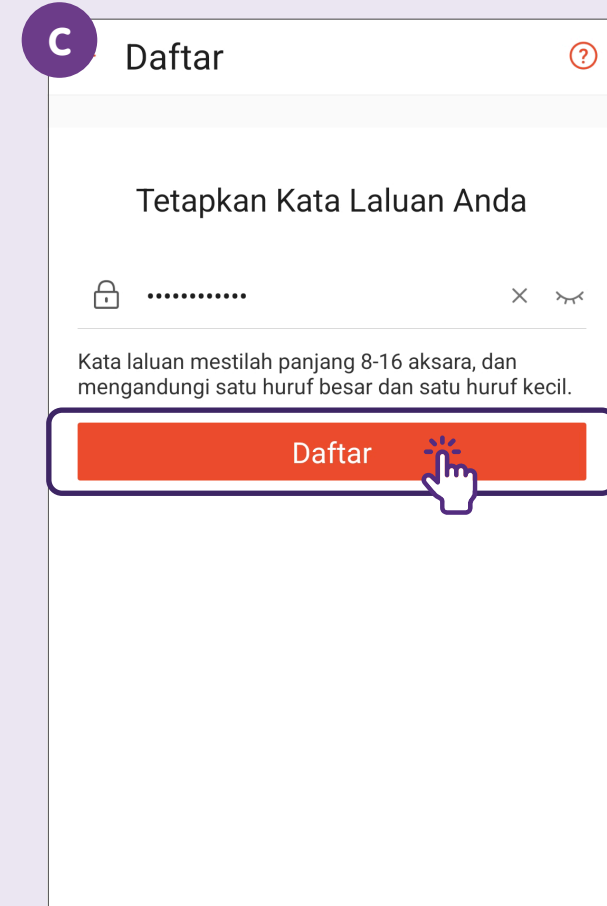 C
Daftar
?
Tetapkan Kata Laluan Anda
Kata laluan mestilah panjang 8-16 aksara, dan
mengandungi satu huruf besar dan satu huruf kecil.
Daftar